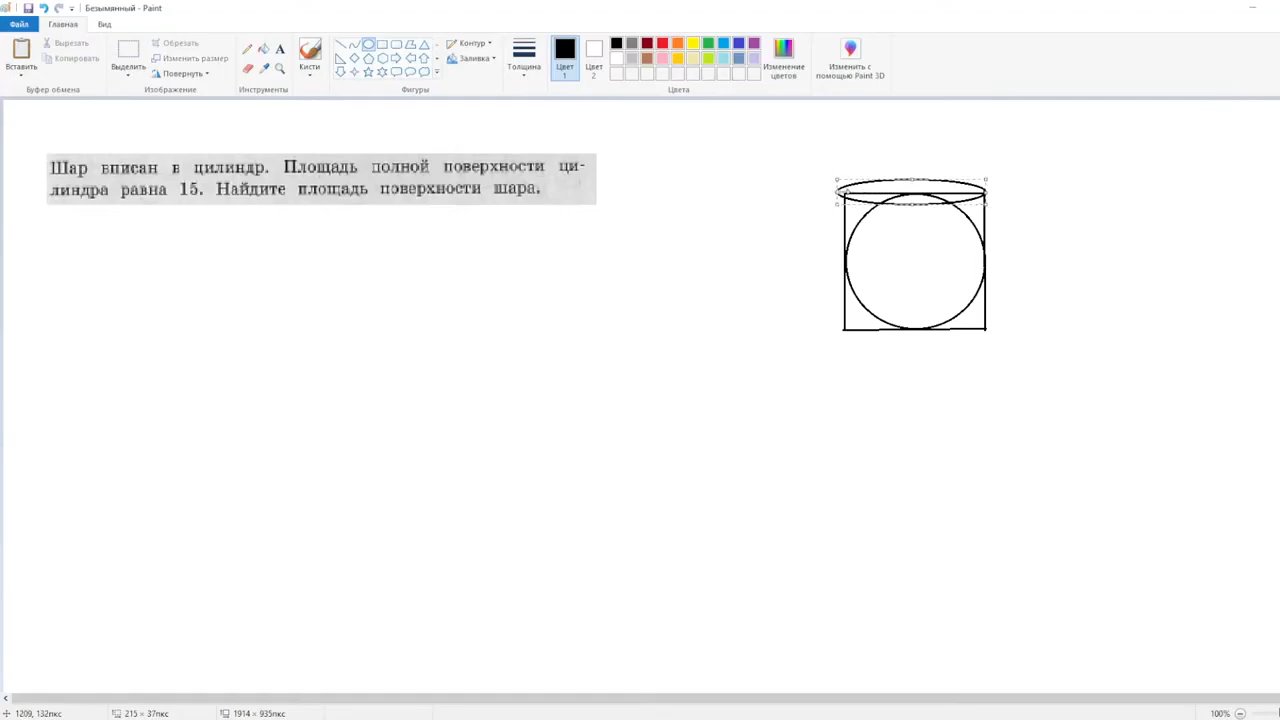 Безымянный - Paint
Файл
Главная
Вид
Вставить
Вырезать
Копировать
Буфер обмена
Выделить
Обрезать
Изменить размер
Повернуть
Изображение
A
Инструменты
Кисти
Контур
Заливка
Фигуры
Толщина
Цвет
1
Цвет
2
Изменение
цветов
Цвета
Изменить с
помощью Paint 3D
Шар вписан в цилиндр. Площадь полной поверхности ци-
линдра равна 15. Найдите площадь поверхности шара.
1209, 132пкс
215 × 37пкс
1914 × 935пкс
100%